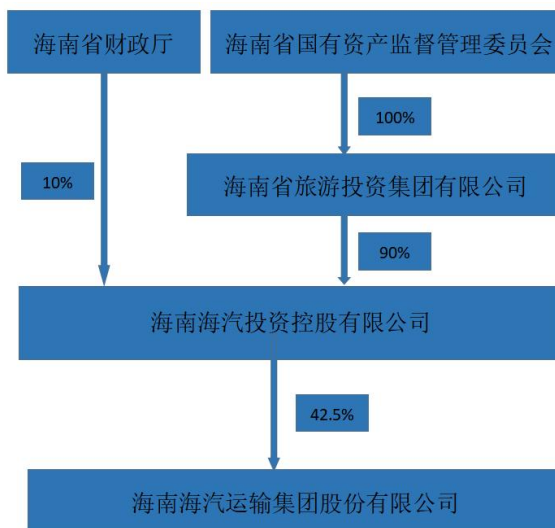 海南省财政厅
海南省国有资产监督管理委员会
100%
10%
海南省旅游投资集团有限公司
90%
海南海汽投资控股有限公司
42.5%
海南海汽运输集团股份有限公司